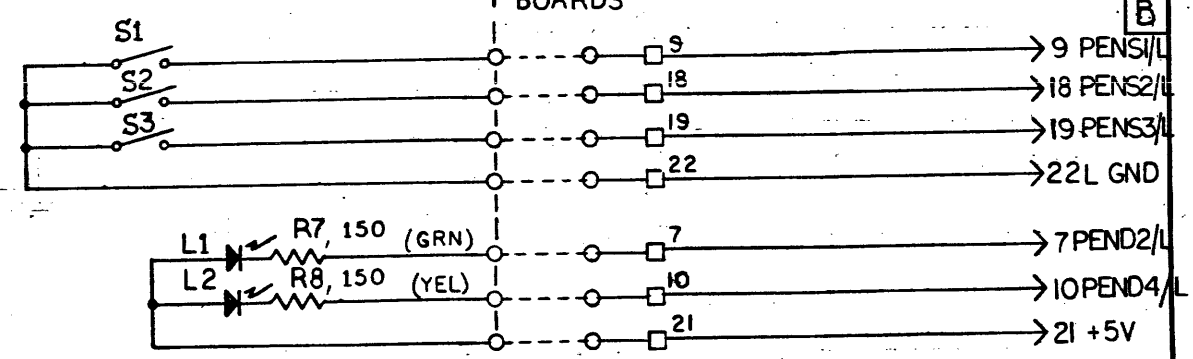 BOARDS
B
S1
9
9 PENS1/L
S2
18
18 PENS2/L
S3
19
19 PENS3/L
22
22L GND
L1
R7, 150
(GRN)
7
7 PEND2/L
L2
R8, 150
(YEL)
10
10 PEND4/L
21
21 +5V